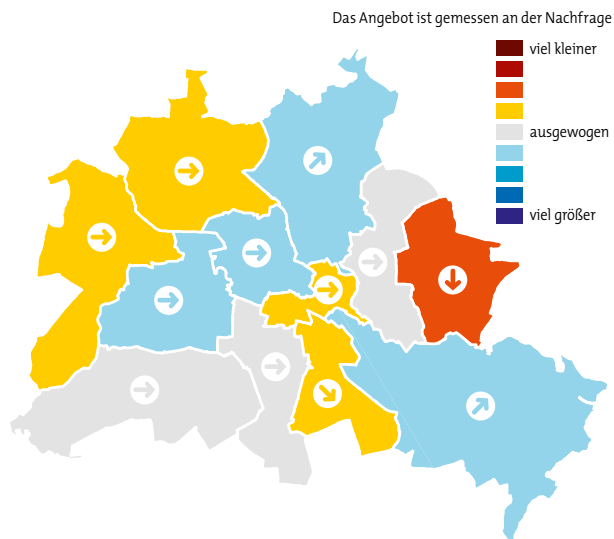 Das Angebot ist gemessen an der Nachfrage
viel kleiner
ausgewogen
viel größer